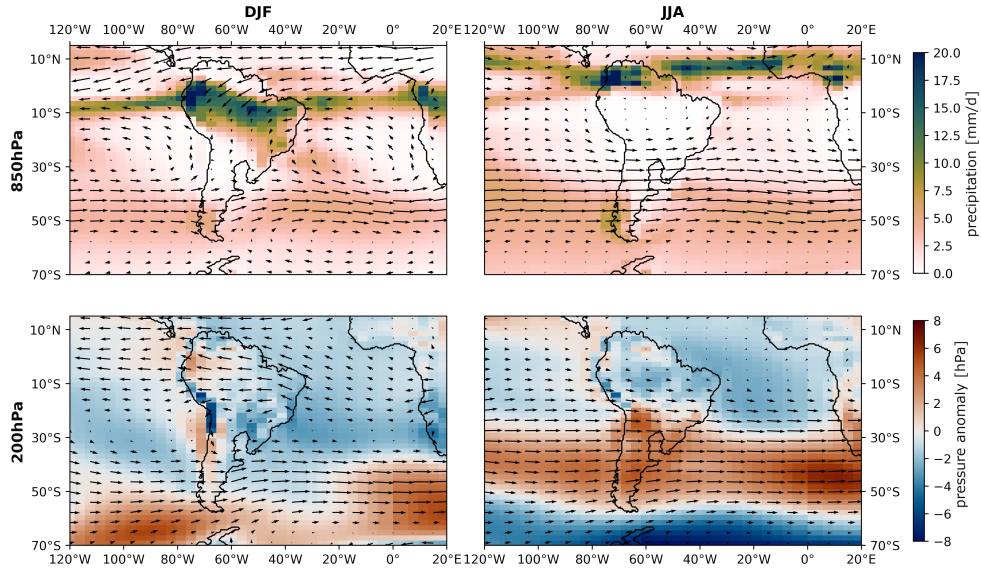 DJF
JJA
120°W 100°W 80°W 60°W 40°W 20°W 0° 20°E
120°W 100°W 80°W 60°W 40°W 20°W 0° 20°E
850hPa
10°N
10°S
30°S
50°S
70°S
10°N
10°S
30°S
50°S
70°S
20.0
17.5
15.0
12.5
10.0
7.5
5.0
2.5
0.0
precipitation [mm/d]
200hPa
10°N
10°S
30°S
50°S
70°S
10°N
10°S
30°S
50°S
70°S
8
6
4
2
0
−2
−4
−6
−8
pressure anomaly [hPa]
120°W 100°W 80°W 60°W 40°W 20°W 0° 20°E
120°W 100°W 80°W 60°W 40°W 20°W 0° 20°E